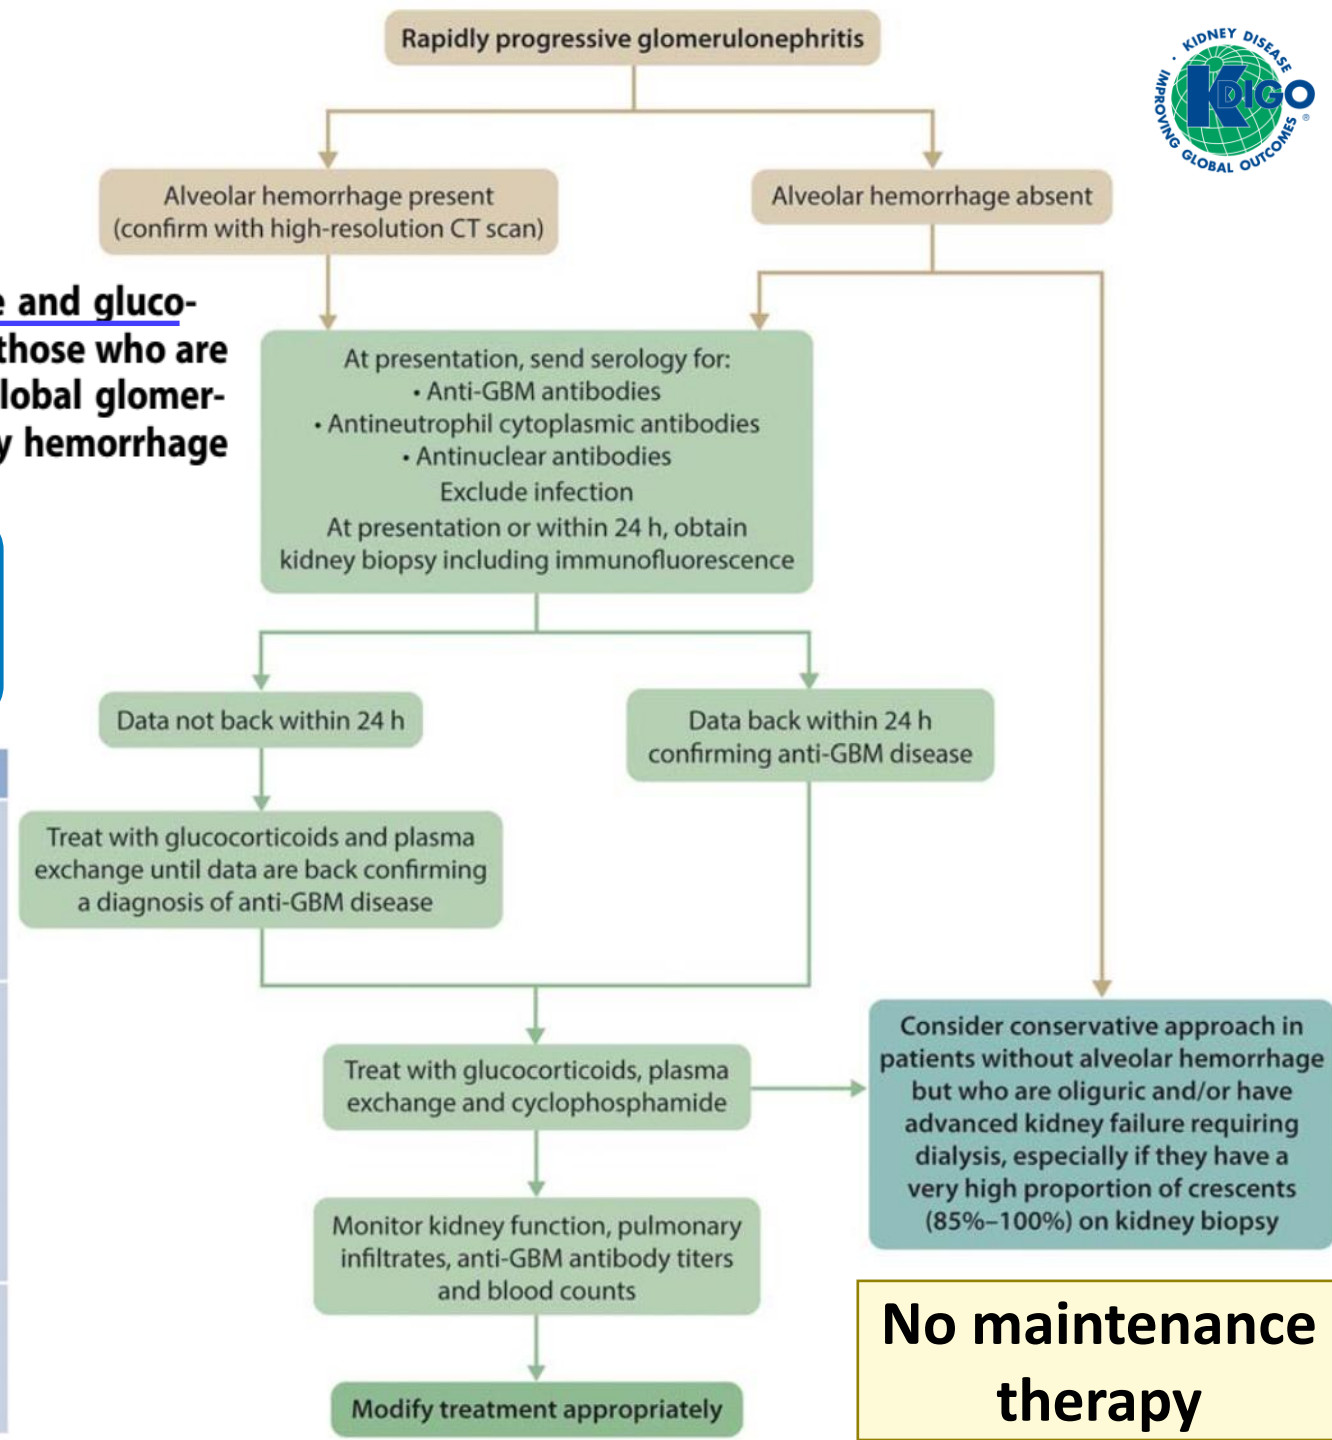 Rapidly progressive glomerulonephritis
KIDNEY DISEASE
IMPROVING GLOBAL OUTCOMES
KDIGO
®
Alveolar hemorrhage present
(confirm with high-resolution CT scan)
Alveolar hemorrhage absent
e and gluco-
those who are
lobal glomer-
y hemorrhage
At presentation, send serology for:
• Anti-GBM antibodies
• Antineutrophil cytoplasmic antibodies
• Antinuclear antibodies
Exclude infection
At presentation or within 24 h, obtain
kidney biopsy including immunofluorescence
Data not back within 24 h
Data back within 24 h
confirming anti-GBM disease
Treat with glucocorticoids and plasma
exchange until data are back confirming
a diagnosis of anti-GBM disease
Treat with glucocorticoids, plasma
exchange and cyclophosphamide
Consider conservative approach in
patients without alveolar hemorrhage
but who are oliguric and/or have
advanced kidney failure requiring
dialysis, especially if they have a
very high proportion of crescents
(85%–100%) on kidney biopsy
Monitor kidney function, pulmonary
infiltrates, anti-GBM antibody titers
and blood counts
Modify treatment appropriately
No maintenance
therapy